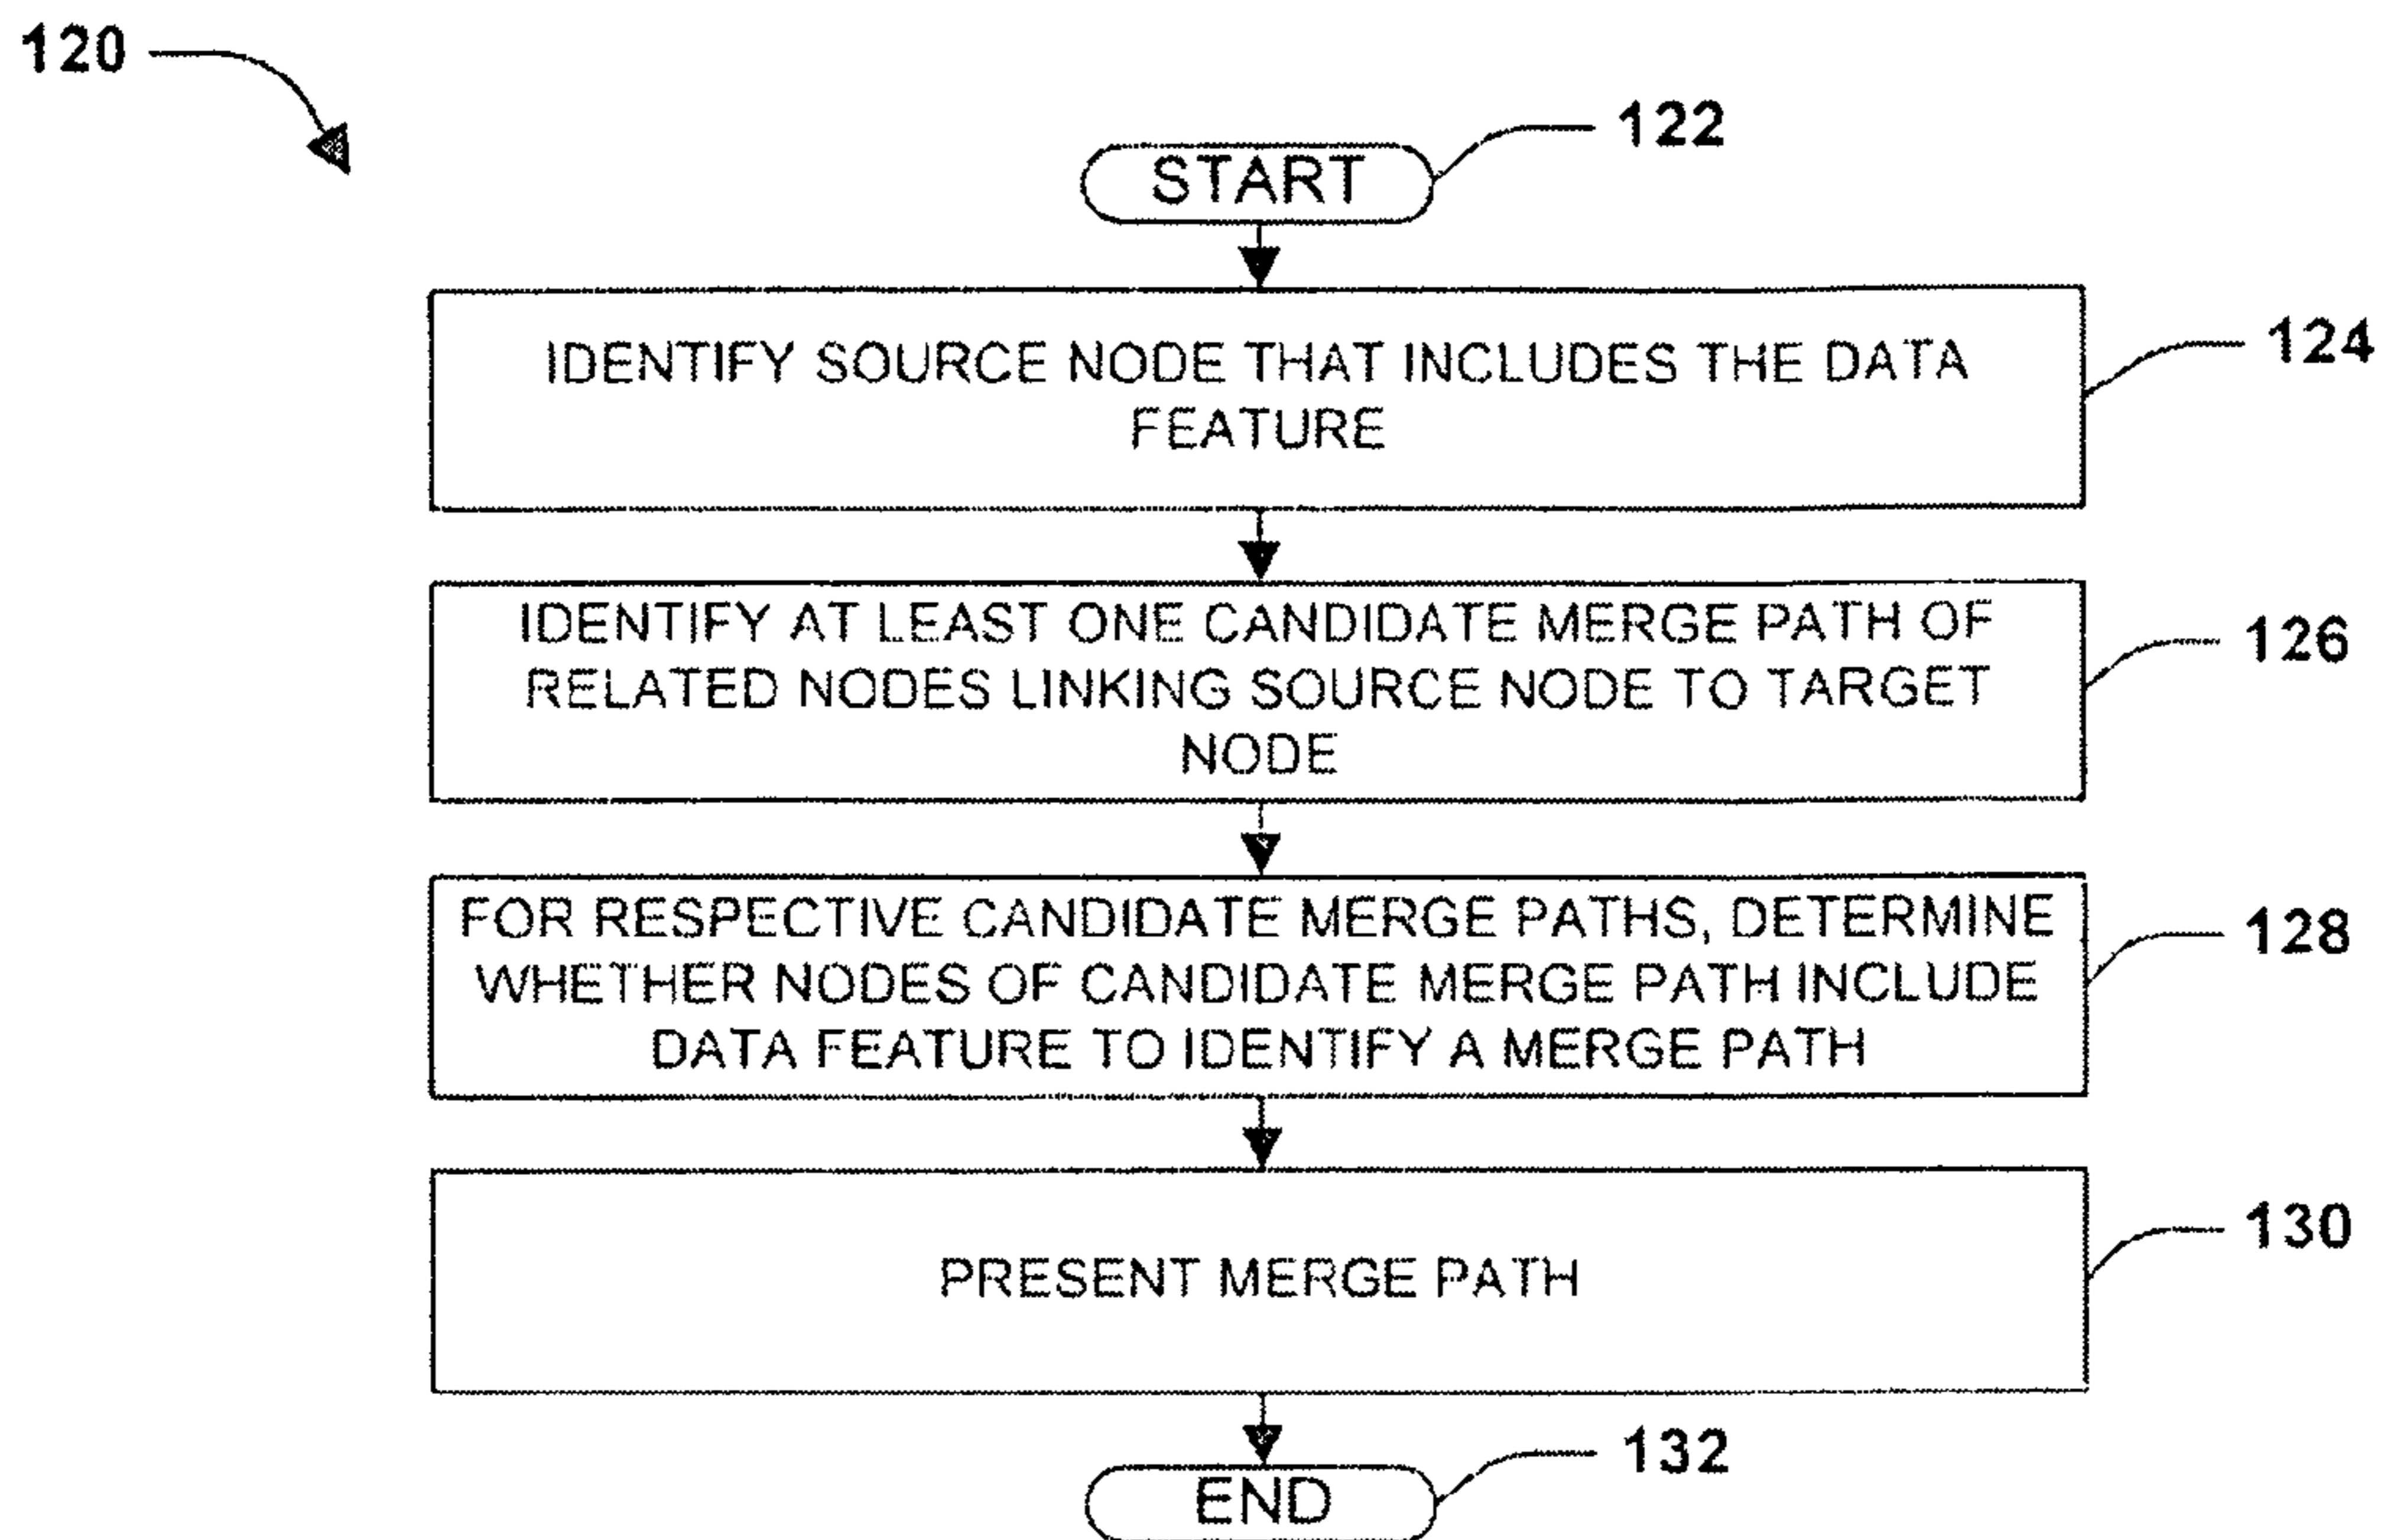 120
122
START
IDENTIFY SOURCE NODE THAT INCLUDES THE DATA
FEATURE
124
IDENTIFY AT LEAST ONE CANDIDATE MERGE PATH OF
RELATED NODES LINKING SOURCE NODE TO TARGET
NODE
126
FOR RESPECTIVE CANDIDATE MERGE PATHS, DETERMINE
WHETHER NODES OF CANDIDATE MERGE PATH INCLUDE
DATA FEATURE TO IDENTIFY A MERGE PATH
128
PRESENT MERGE PATH
130
END
132